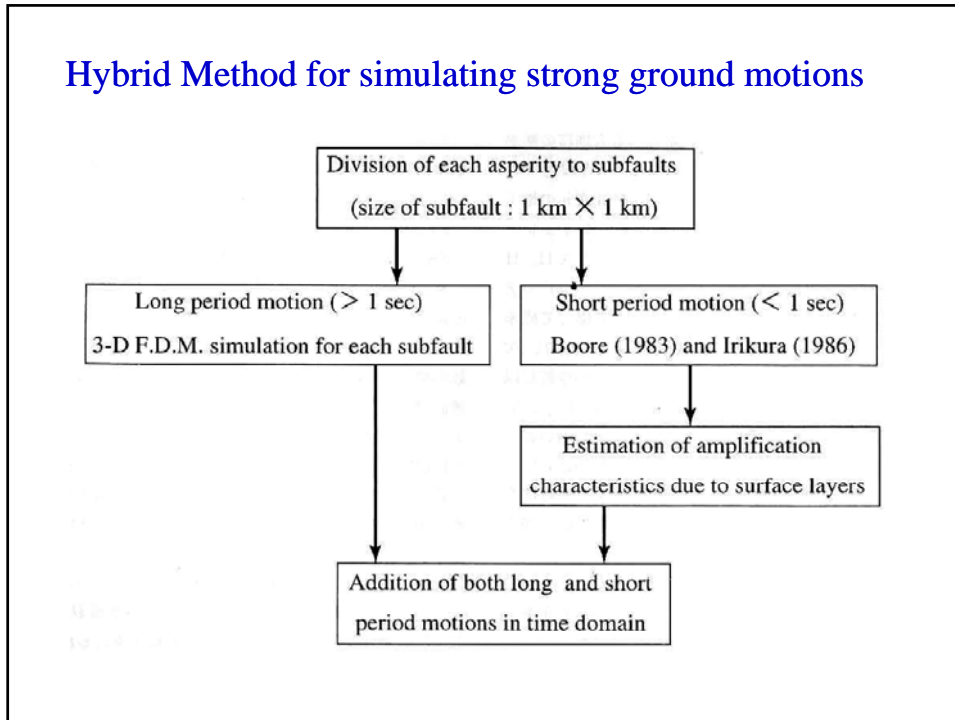 Hybrid Method for simulating strong ground motions
Division of each asperity to subfaults
(size of subfault : 1 km × 1 km)
Long period motion (> 1 sec)
3-D F.D.M. simulation for each subfault
Short period motion (< 1 sec)
Boore (1983) and Irikura (1986)
Estimation of amplification
characteristics due to surface layers
Addition of both long and short
period motions in time domain